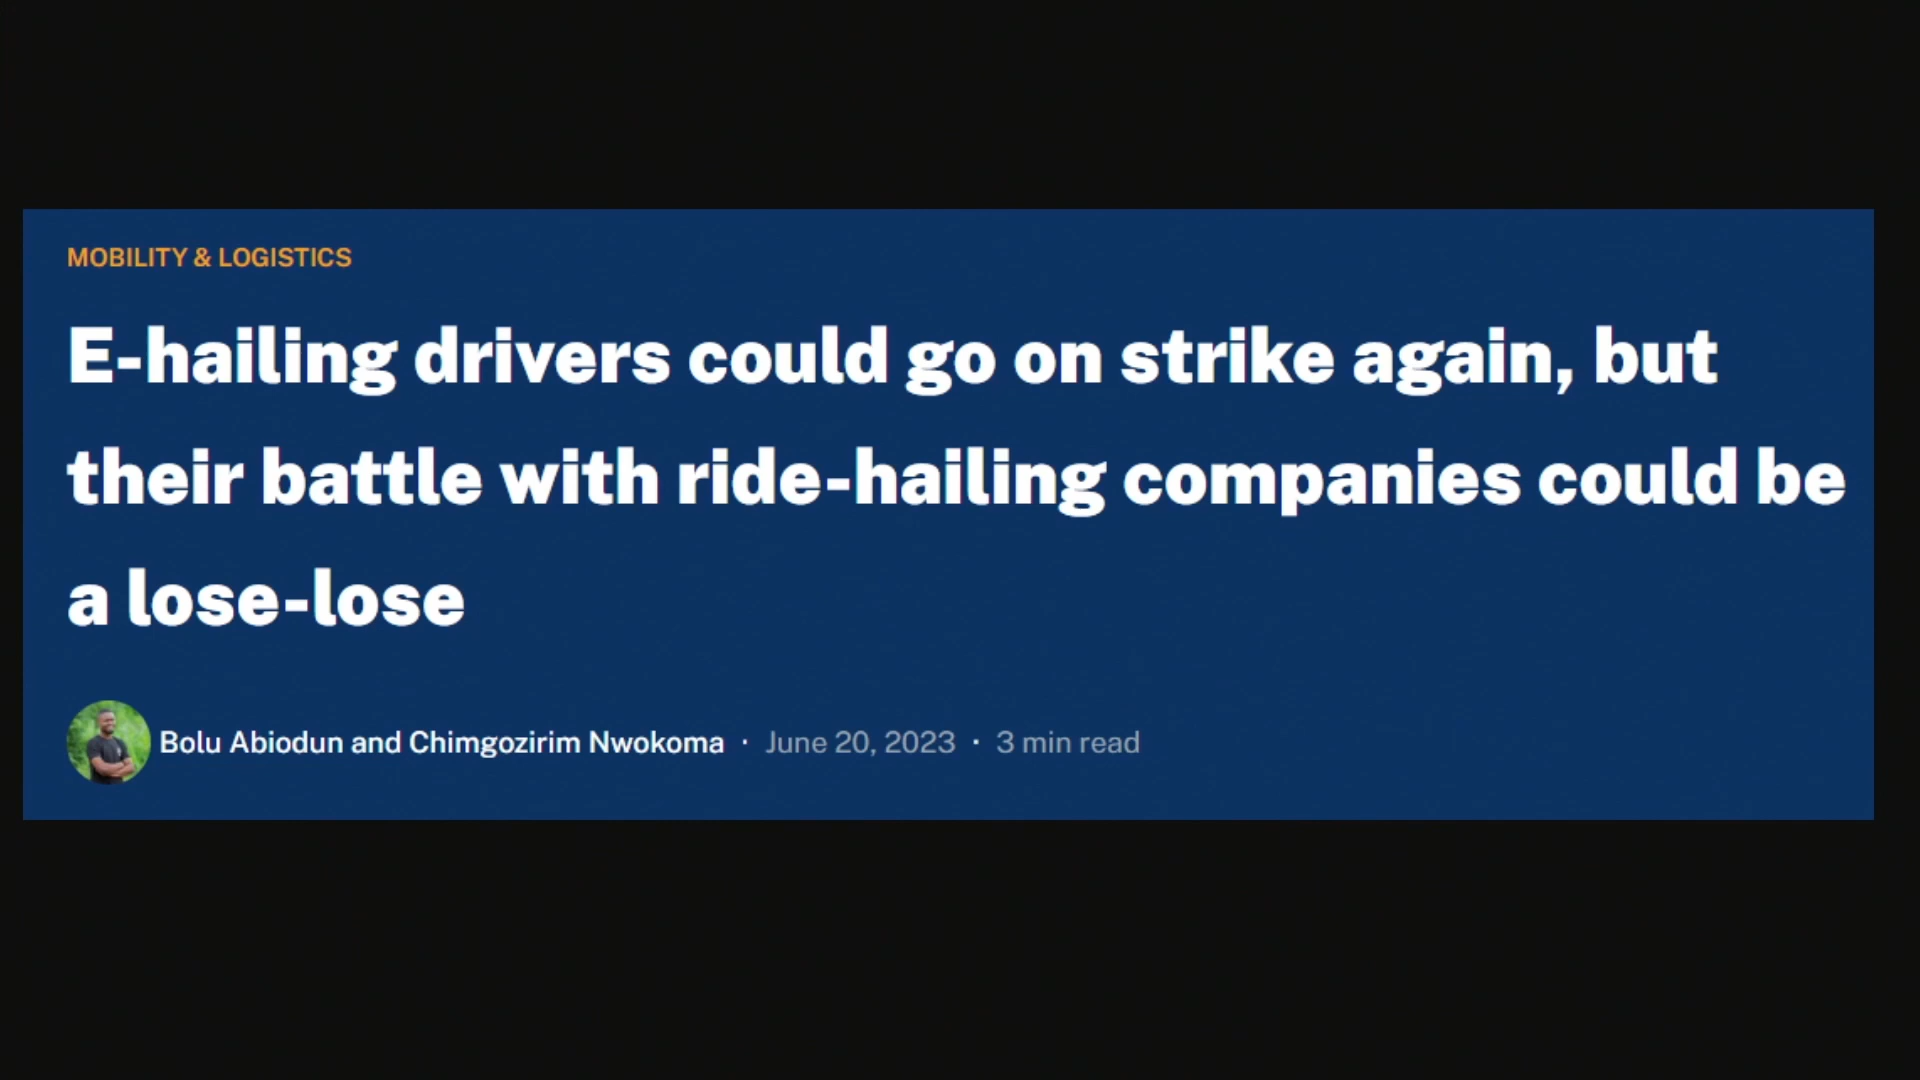 MOBILITY & LOGISTICS
E-hailing drivers could go on strike again, but
their battle with ride-hailing companies could be
a lose-lose
Bolu Abiodun and Chimgozirim Nwokoma · June 20, 2023 · 3 min read